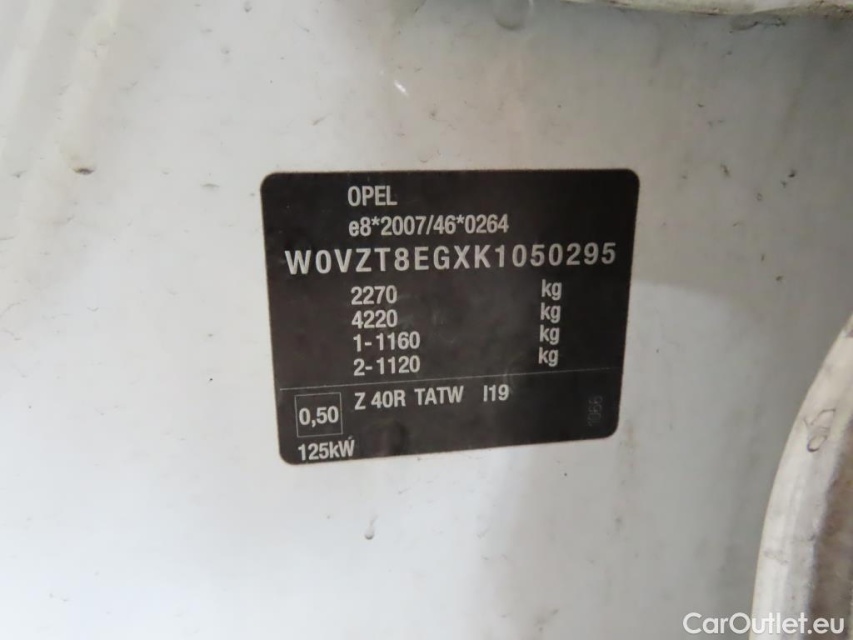 OPEL
e8*2007/46*0264
W0VZT8EGXK1050295
2270 kg
4220 kg
1-1160 kg
2-1120 kg
0,50 Z 40R TATW I19
125kW
CarOutlet.eu